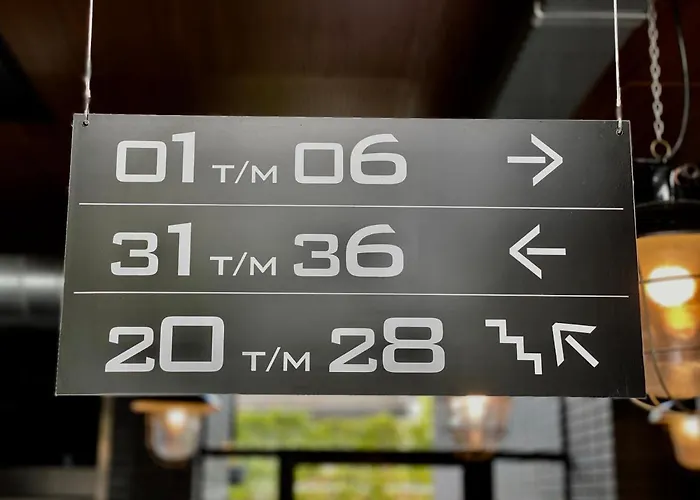 01 T/M 06 →
31 T/M 36 ←
20 T/M 28 ↖